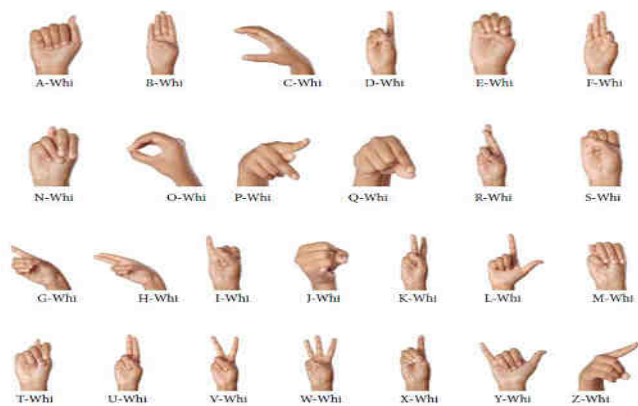 A-Whi B-Whi C-Whi D-Whi E-Whi F-Whi
N-Whi O-Whi P-Whi Q-Whi R-Whi S-Whi
G-Whi H-Whi I-Whi J-Whi K-Whi L-Whi M-Whi
T-Whi U-Whi V-Whi W-Whi X-Whi Y-Whi Z-Whi